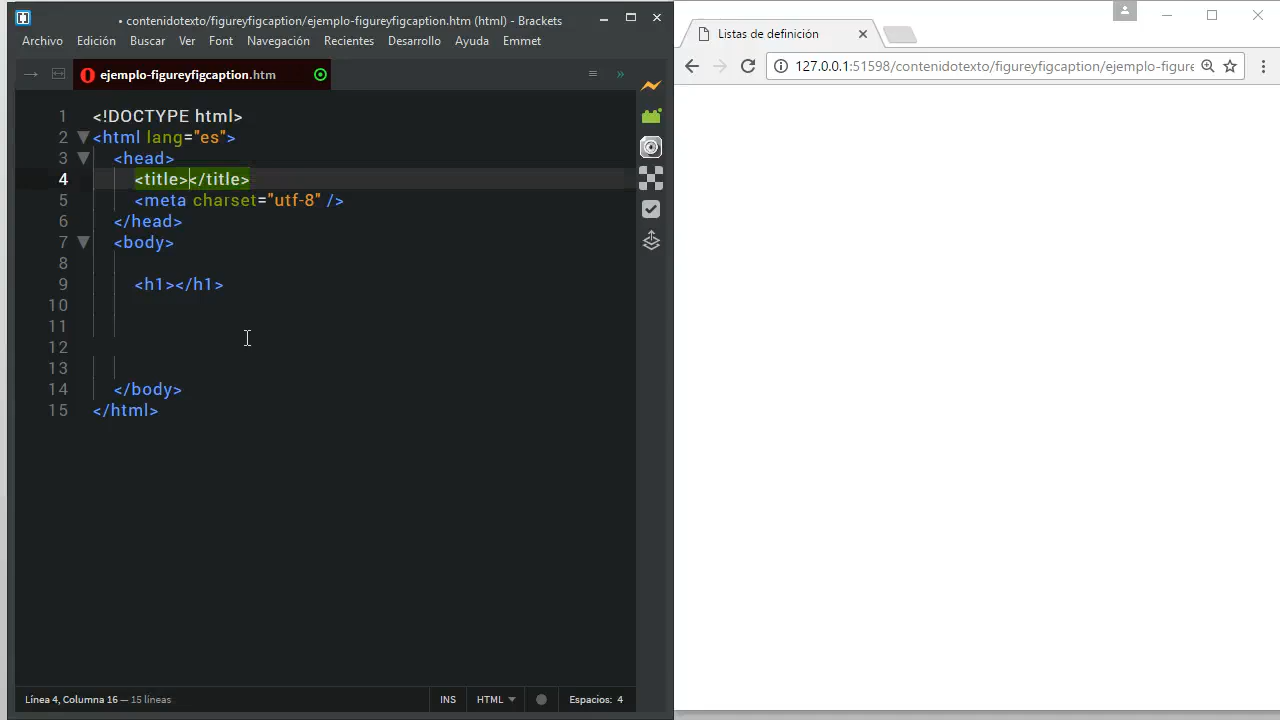 • contenidotexto/figureyfigcaption/ejemplo-figureyfigcaption.htm (html) - Brackets
Archivo Edición Buscar V Font Navegación Recientes Desarrollo Ayuda Emmet
ejemplo-figureyfigcaption.htm
1 <!DOCTYPE html>
2 <html lang="es">
3 <head>
4 <title></title>
5 <meta charset="utf-8" />
6 </head>
7 <body>
8
9 <h1></h1>
10
11
12
13
14 </body>
15 </html>
Línea 4, Columna 16 — 15 líneas INS HTML Espacios: 4
Listas de definición
127.0.0.1:51598/contenidotexto/figureyfigcaption/ejemplo-figure